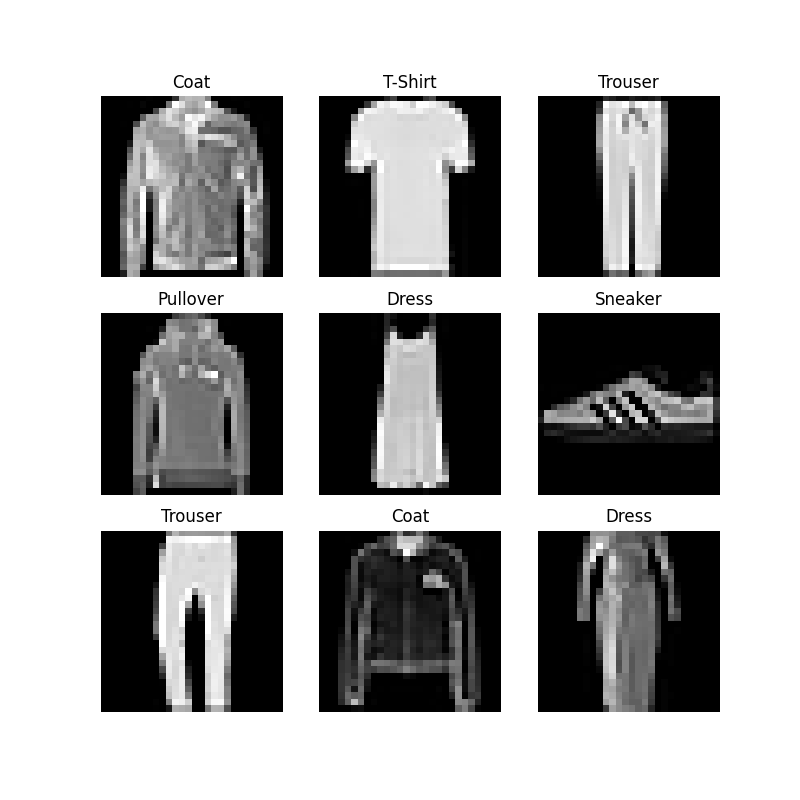 Coat
T-Shirt
Trouser
Pullover
Dress
Sneaker
Trouser
Coat
Dress